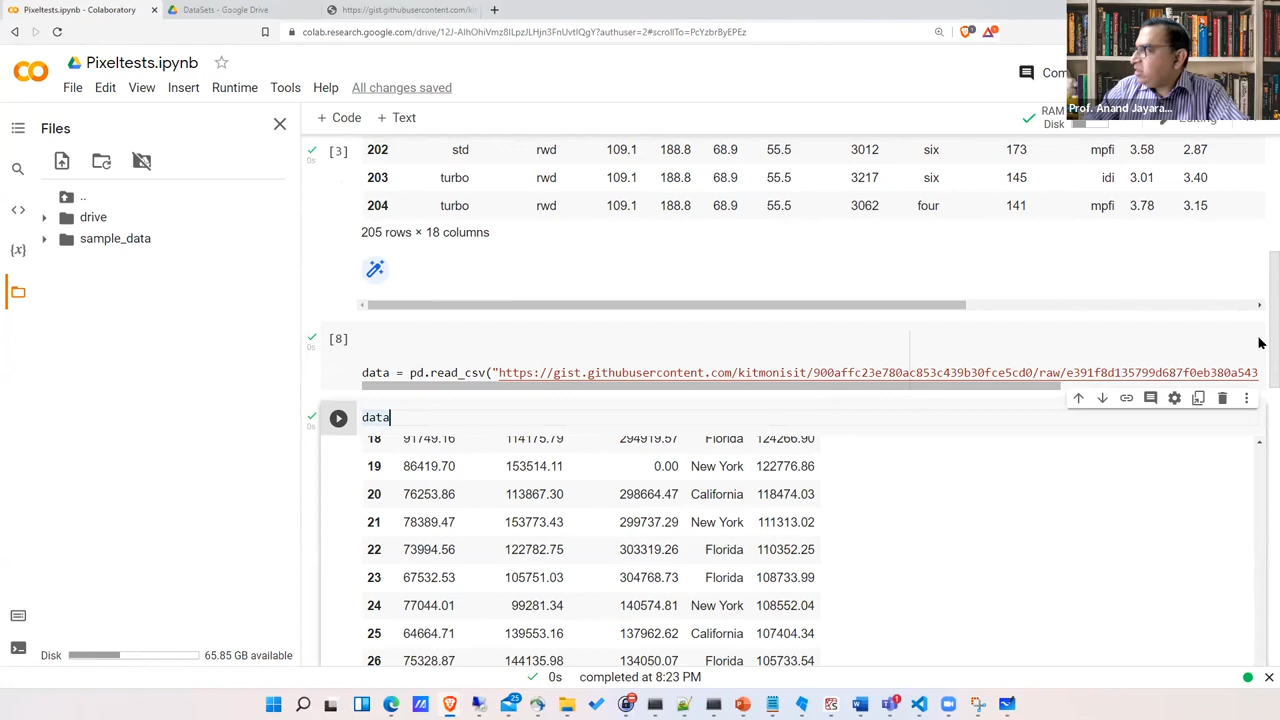 Pixeltests.ipynb - Colaboratory
DataSets - Google Drive
https://gist.githubusercontent.com/kit
colab.research.google.com/drive/12J-AlhOhiVmz8ILpzJLHjn3FnUvtIQgY?authuser=2#scrollTo=PcYzbrByEPEz
Pixeltests.ipynb
File Edit View Insert Runtime Tools Help All changes saved
Prof. Anand Jayara...
Files
+ Code + Text
RAM
Disk
Editing
..
drive
sample_data
[3]
202 std rwd 109.1 188.8 68.9 55.5 3012 six 173 mpfi 3.58 2.87
203 turbo rwd 109.1 188.8 68.9 55.5 3217 six 145 idi 3.01 3.40
204 turbo rwd 109.1 188.8 68.9 55.5 3062 four 141 mpfi 3.78 3.15
0s
205 rows × 18 columns
[8]
0s
data = pd.read_csv("https://gist.githubusercontent.com/kitmonisit/900affc23e780ac853c439b30fce5cd0/raw/e391f8d135799d687f0eb380a543
data
0s
18 91749.16 114175.79 294919.57 Florida 124266.90
19 86419.70 153514.11 0.00 New York 122776.86
20 76253.86 113867.30 298664.47 California 118474.03
21 78389.47 153773.43 299737.29 New York 111313.02
22 73994.56 122782.75 303319.26 Florida 110352.25
23 67532.53 105751.03 304768.73 Florida 108733.99
24 77044.01 99281.34 140574.81 New York 108552.04
25 64664.71 139553.16 137962.62 California 107404.34
26 75328.87 144135.98 134050.07 Florida 105733.54
Disk 65.85 GB available
0s completed at 8:23 PM
25